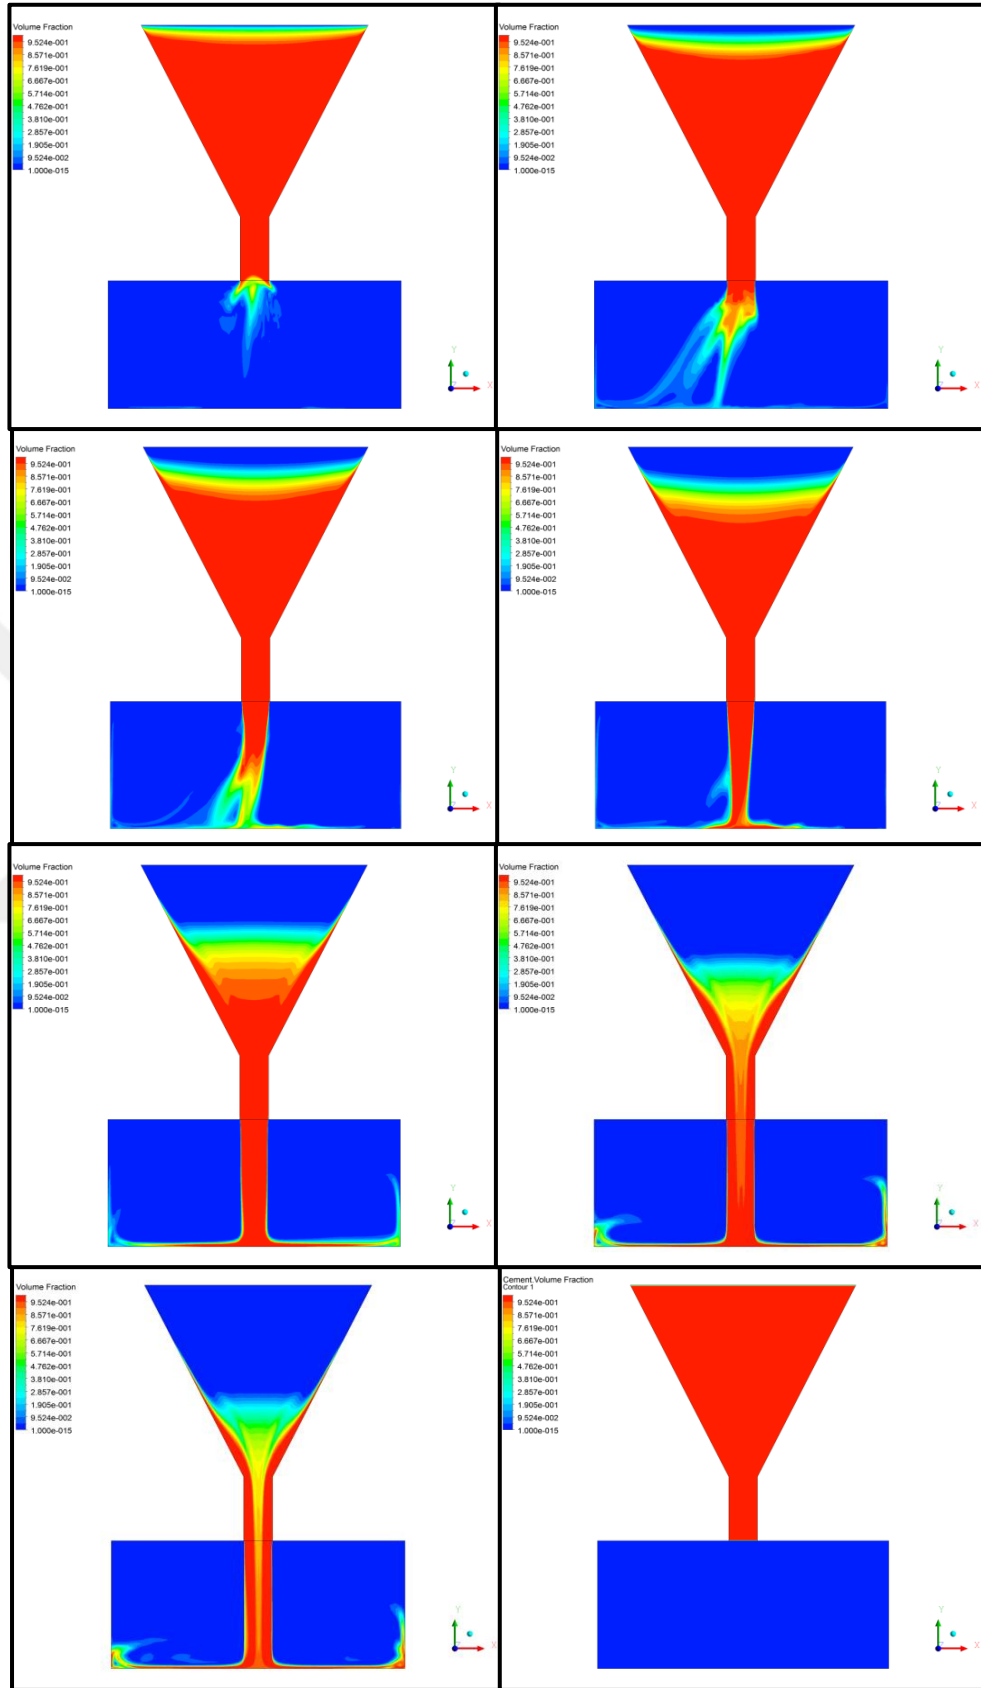 Volume Fraction
9.524e-001
8.571e-001
7.619e-001
6.667e-001
5.714e-001
4.762e-001
3.810e-001
2.857e-001
1.905e-001
9.524e-002
1.000e-015
Y
Z
X
Volume Fraction
9.524e-001
8.571e-001
7.619e-001
6.667e-001
5.714e-001
4.762e-001
3.810e-001
2.857e-001
1.905e-001
9.524e-002
1.000e-015
Y
Z
X
Volume Fraction
9.524e-001
8.571e-001
7.619e-001
6.667e-001
5.714e-001
4.762e-001
3.810e-001
2.857e-001
1.905e-001
9.524e-002
1.000e-015
Y
Z
X
Volume Fraction
9.524e-001
8.571e-001
7.619e-001
6.667e-001
5.714e-001
4.762e-001
3.810e-001
2.857e-001
1.905e-001
9.524e-002
1.000e-015
Y
Z
X
Volume Fraction
9.524e-001
8.571e-001
7.619e-001
6.667e-001
5.714e-001
4.762e-001
3.810e-001
2.857e-001
1.905e-001
9.524e-002
1.000e-015
Y
Z
X
Volume Fraction
9.524e-001
8.571e-001
7.619e-001
6.667e-001
5.714e-001
4.762e-001
3.810e-001
2.857e-001
1.905e-001
9.524e-002
1.000e-015
Y
Z
X
Volume Fraction
9.524e-001
8.571e-001
7.619e-001
6.667e-001
5.714e-001
4.762e-001
3.810e-001
2.857e-001
1.905e-001
9.524e-002
1.000e-015
Y
Z
X
Cement.Volume Fraction
Contour 1
9.524e-001
8.571e-001
7.619e-001
6.667e-001
5.714e-001
4.762e-001
3.810e-001
2.857e-001
1.905e-001
9.524e-002
1.000e-015
Y
Z
X